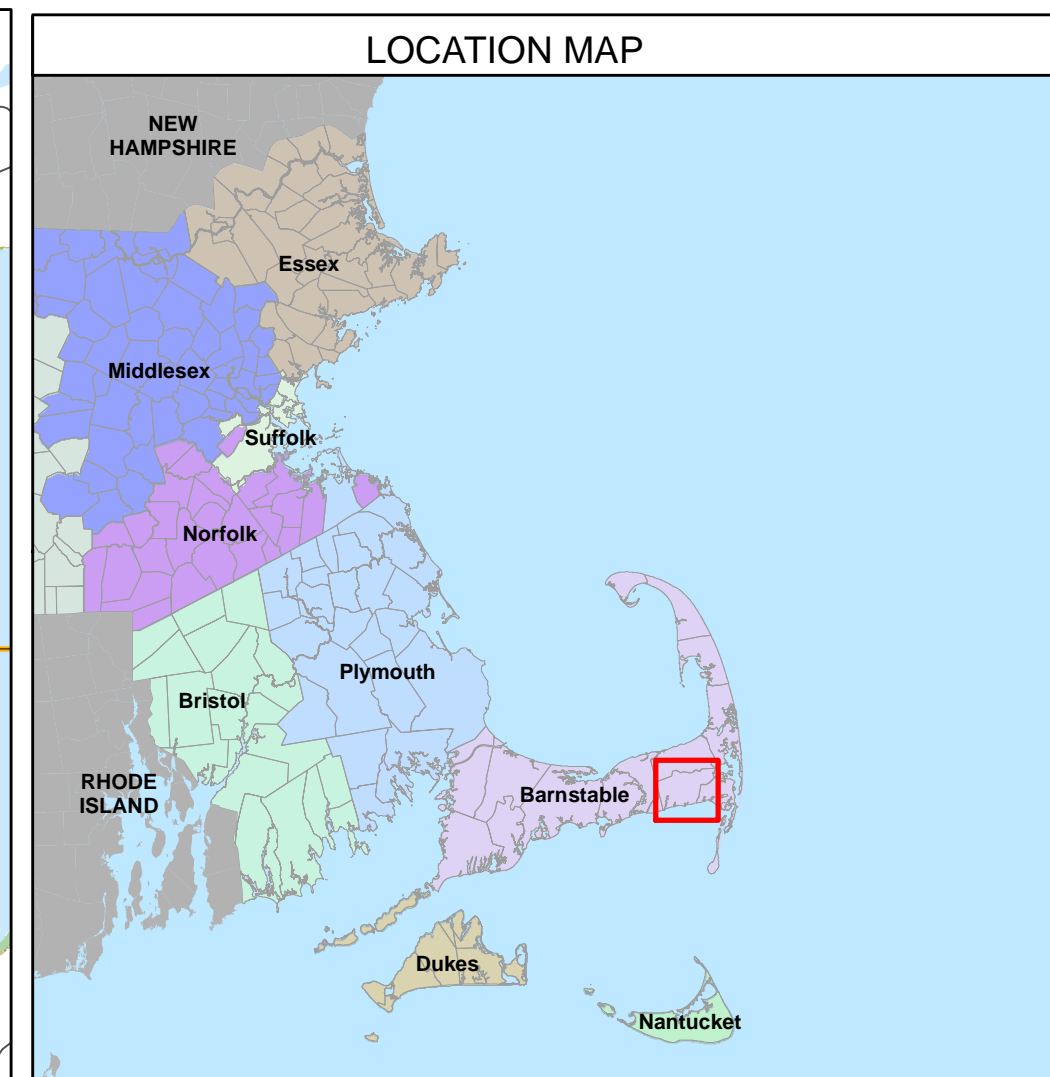 LOCATION MAP
NEW
HAMPSHIRE
Essex
Middlesex
Suffolk
Norfolk
Plymouth
Bristol
RHODE
ISLAND
Barnstable
Dukes
Nantucket